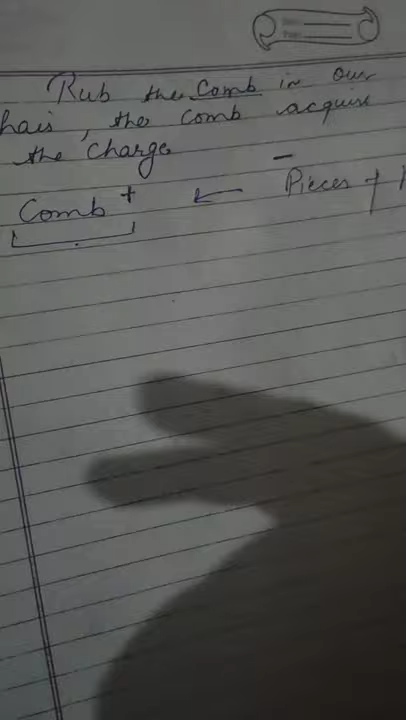 Rub the Comb in our
hair, the comb acquire
the charge
Comb + ← Pieces of